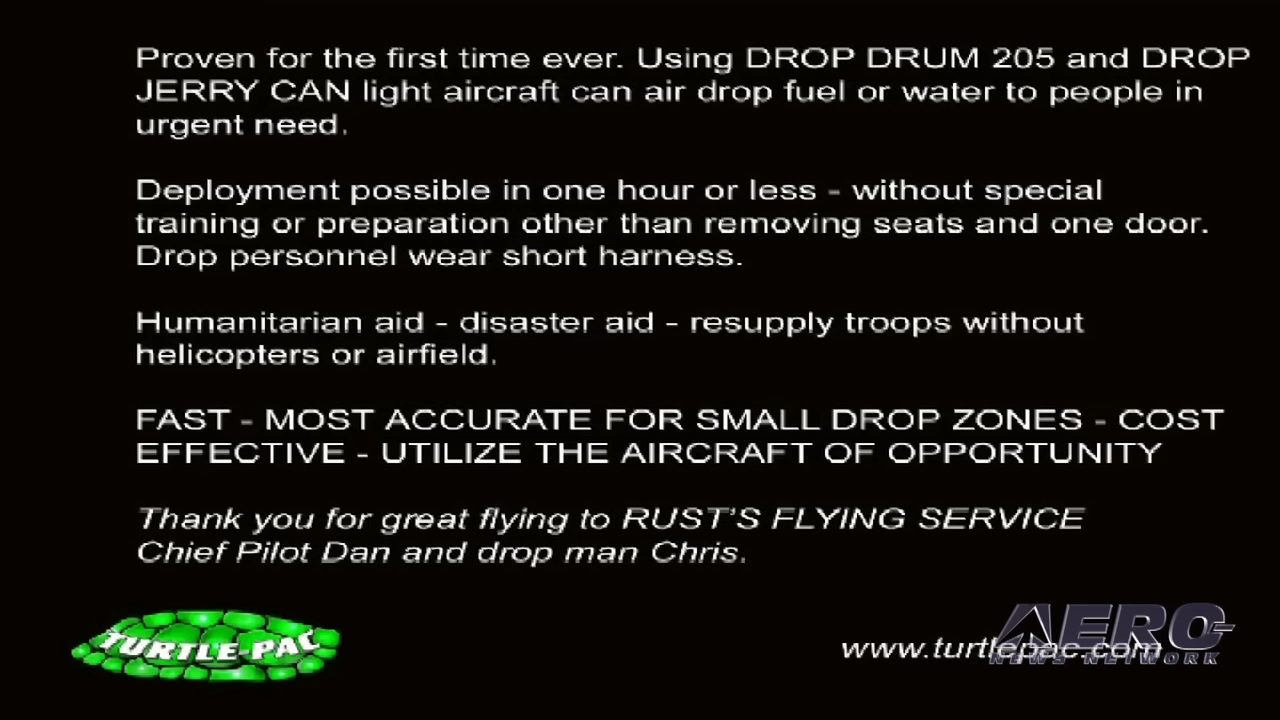 Proven for the first time ever. Using DROP DRUM 205 and DROP
JERRY CAN light aircraft can air drop fuel or water to people in
urgent need.
Deployment possible in one hour or less - without special
training or preparation other than removing seats and one door.
Drop personnel wear short harness.
Humanitarian aid - disaster aid - resupply troops without
helicopters or airfield.
FAST - MOST ACCURATE FOR SMALL DROP ZONES - COST
EFFECTIVE - UTILIZE THE AIRCRAFT OF OPPORTUNITY
Thank you for great flying to RUST'S FLYING SERVICE
Chief Pilot Dan and drop man Chris.
TURTLE-PAC
www.turtlepac.com
AERO-
NEWS NETWORK